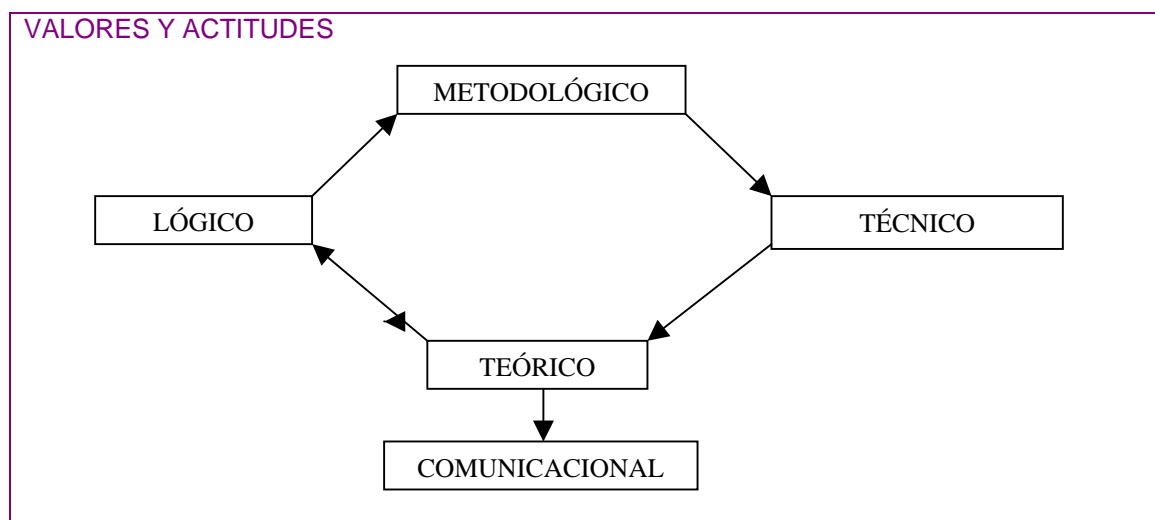 VALORES Y ACTITUDES
METODOLÓGICO
LÓGICO
TÉCNICO
TEÓRICO
COMUNICACIONAL